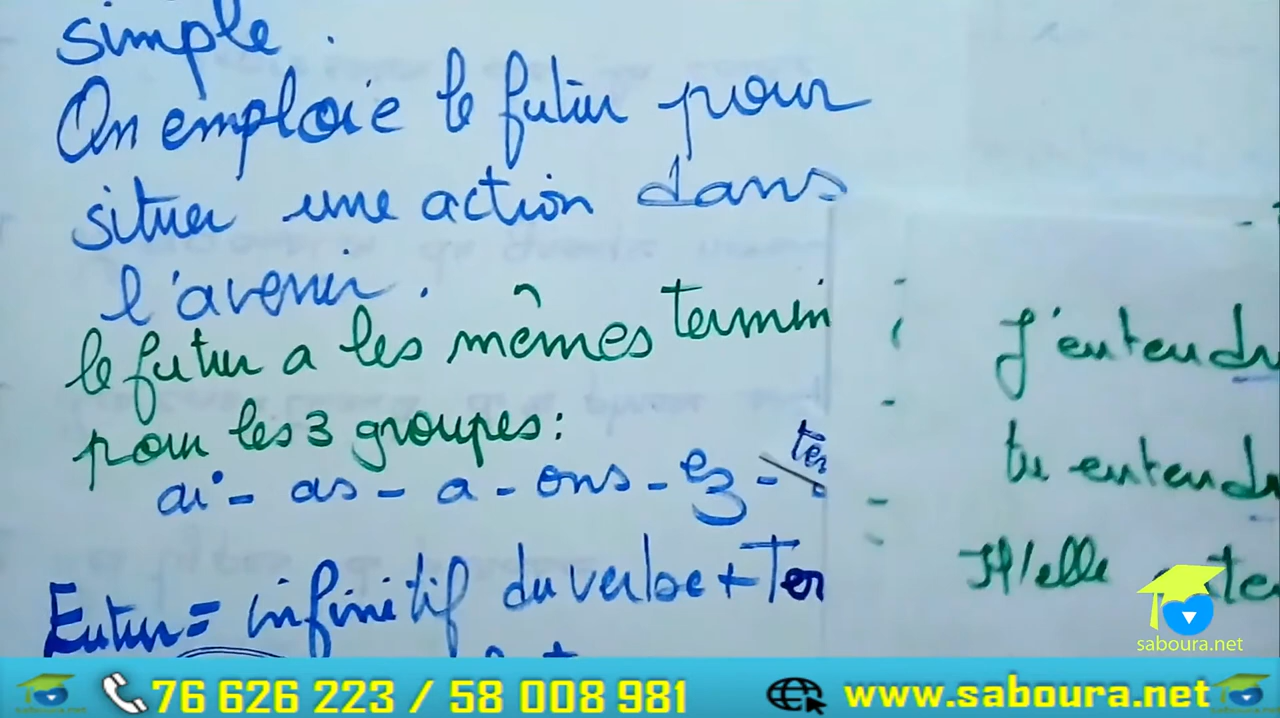 simple.
On emploie le futur pour
situer une action dans
l'avenir.
le futur a les mêmes termin
pour les 3 groupes:
ai - as - a - ons - ez -
Futur = infinitif du verbe + Ter
J'entendr
tu entendr
Il/elle
saboura.net
76 626 223 / 58 008 981
www.saboura.net